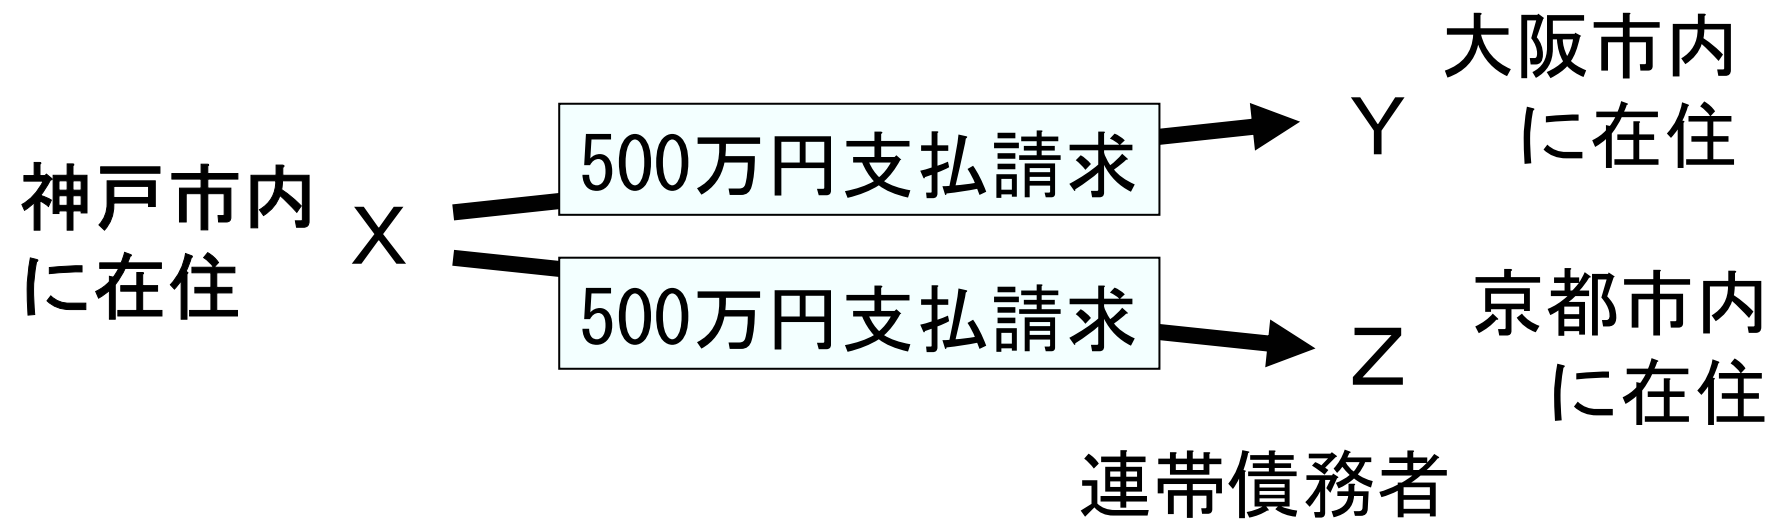 神戸市内
に在住
X
500万円支払請求
500万円支払請求
Y
大阪市内
に在住
Z
京都市内
に在住
連帯債務者